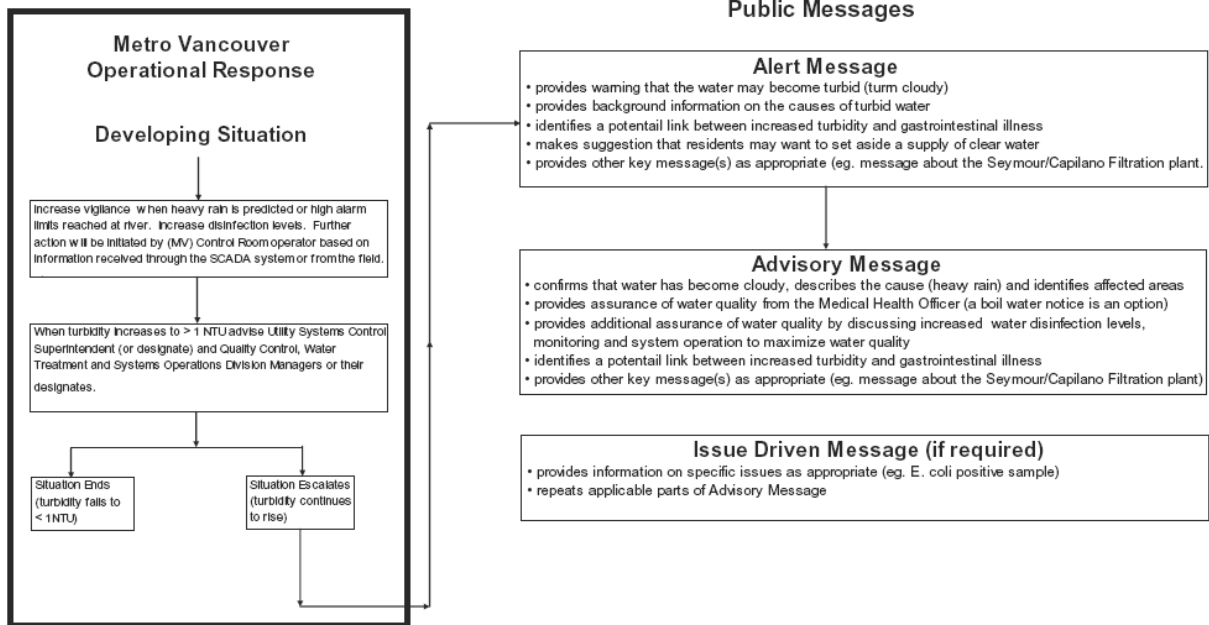 Metro Vancouver
Operational Response
Developing Situation
Increase vigilance when heavy rain is predicted or high alarm
limits reached at river. Increase disinfection levels. Further
action will be initiated by (MV) Control Room operator based on
information received through the SCADA system or from the field.
.
When turbidity increases to > 1 NTU advise Utility Systems Control
Superintendent (or designate) and Quality Control, Water
Treatment and Systems Operations Division Managers or their
designates.
Situation Ends
(turbidity falls to
< 1NTU)
Situation Escalates
(turbidity continues
to rise)
Public Messages
Alert Message
• provides warning that the water may become turbid (turn cloudy)
• provides background information on the causes of turbid water
• identifies a potentail link between increased turbidity and gastrointestinal illness
• makes suggestion that residents may want to set aside a supply of clear water
• provides other key message(s) as appropriate (eg. message about the Seymour/Capilano Filtration plant.
Advisory Message
• confirms that water has become cloudy, describes the cause (heavy rain) and identifies affected areas
• provides assurance of water quality from the Medical Health Officer (a boil water notice is an option)
• provides additional assurance of water quality by discussing increased water disinfection levels,
monitoring and system operation to maximize water quality
• identifies a potentail link between increased turbidity and gastrointestinal illness
• provides other key message(s) as appropriate (eg. message about the Seymour/Capilano Filtration plant)
Issue Driven Message (if required)
• provides information on specific issues as appropriate (eg. E. coli positive sample)
• repeats applicable parts of Advisory Message